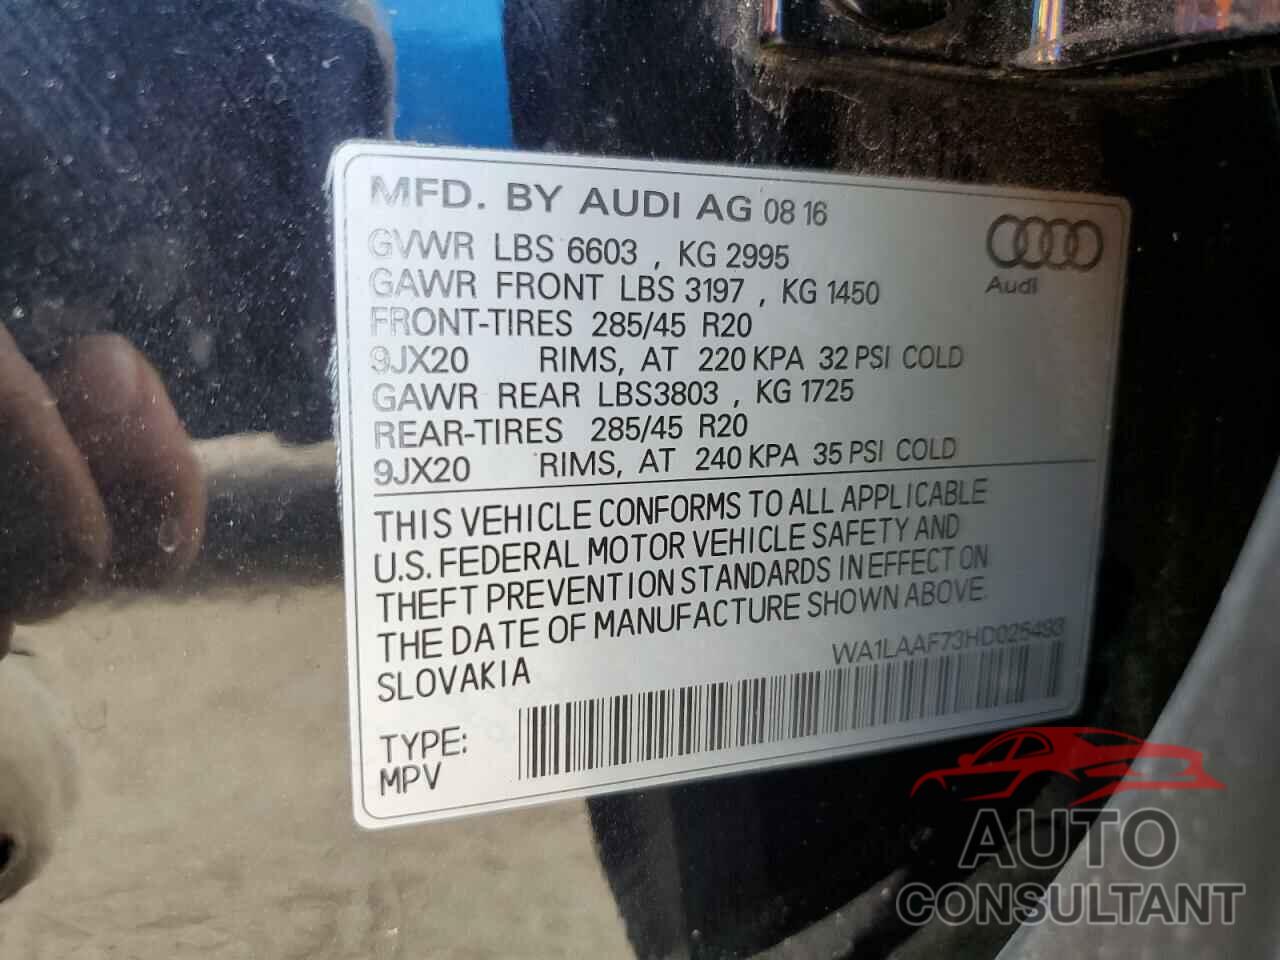 MFD. BY AUDI AG 08 16
GVWR LBS 6603 , KG 2995
GAWR FRONT LBS 3197 , KG 1450
FRONT-TIRES 285/45 R20
9JX20 RIMS, AT 220 KPA 32 PSI COLD
GAWR REAR LBS3803 , KG 1725
REAR-TIRES 285/45 R20
9JX20 RIMS, AT 240 KPA 35 PSI COLD
Audi
THIS VEHICLE CONFORMS TO ALL APPLICABLE
U.S. FEDERAL MOTOR VEHICLE SAFETY AND
THEFT PREVENTION STANDARDS IN EFFECT ON
THE DATE OF MANUFACTURE SHOWN ABOVE.
SLOVAKIA
WA1LAAF73HD025493
TYPE:
MPV
AUTO
CONSULTANT